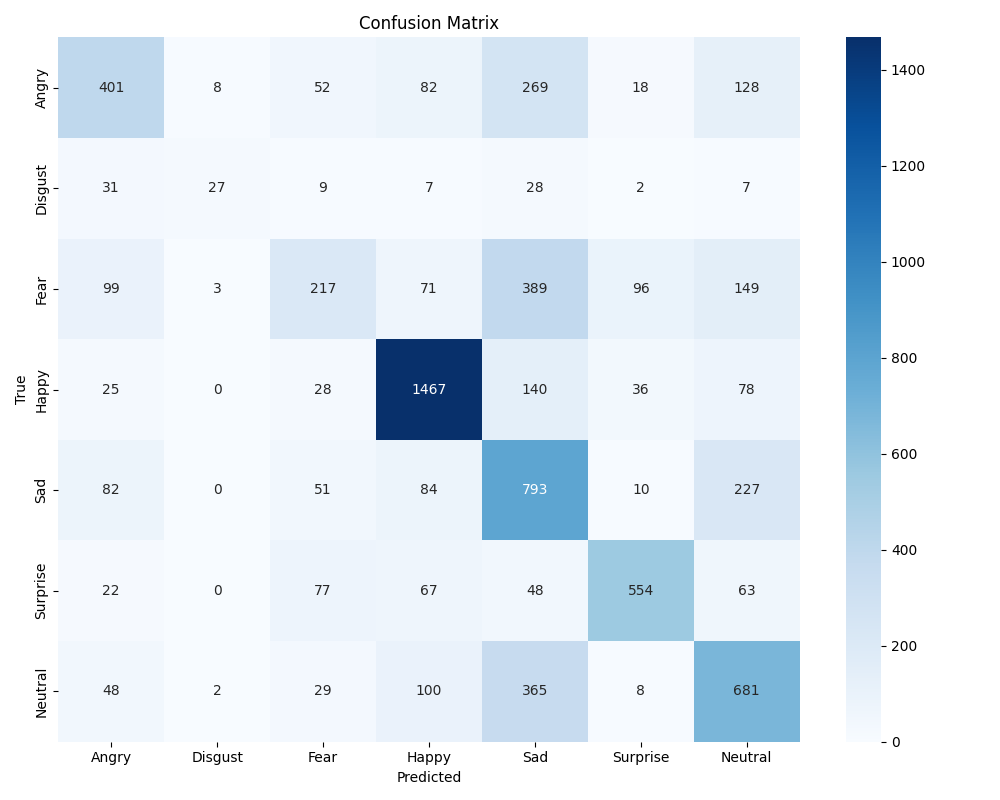 Confusion Matrix
Angry 401 8 52 82 269 18 128
Disgust 31 27 9 7 28 2 7
Fear 99 3 217 71 389 96 149
Happy 25 0 28 1467 140 36 78
Sad 82 0 51 84 793 10 227
Surprise 22 0 77 67 48 554 63
Neutral 48 2 29 100 365 8 681
True
Angry Disgust Fear Happy Sad Surprise Neutral
Predicted
1400
1200
1000
800
600
400
200
0